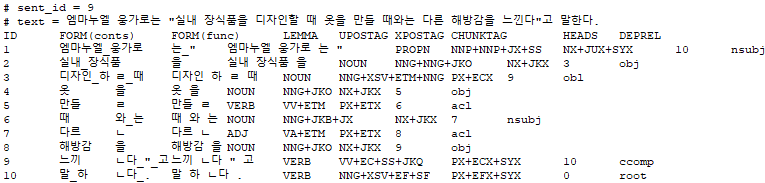 # sent_id = 9
# text = 엠마누엘 웅가로는 "실내 장식품을 디자인할 때 옷을 만들 때와는 다른 해방감을 느낀다"고 말한다.
ID FORM(conts) FORM(func) LEMMA UPOSTAG XPOSTAG CHUNKTAG HEADS DEPREL
1 엠마누엘_웅가로 는_" 엠마누엘 웅가로 는 " PROPN NNP+NNP+JX+SS NX+JUX+SYX 10 nsubj
2 실내_장식품 을 실내 장식품 을 NOUN NNG+NNG+JKO NX+JKX 3 obj
3 디자인_하 ㄹ_때 디자인 하 ㄹ 때 NOUN NNG+XSV+ETM+NNG PX+ECX 9 obl
4 옷 을 옷 을 NOUN NNG+JKO NX+JKX 5 obj
5 만들 ㄹ 만들 ㄹ VERB VV+ETM PX+ETX 6 acl
6 때 와_는 때 와 는 NOUN NNG+JKB+JX NX+JKX 7 nsubj
7 다르 ㄴ 다르 ㄴ ADJ VA+ETM PX+ETX 8 acl
8 해방감 을 해방감 을 NOUN NNG+JKO NX+JKX 9 obj
9 느끼 ㄴ다_"_고 느끼 ㄴ다 " 고 VERB VV+EC+SS+JKQ PX+ECX+SYX 10 ccomp
10 말_하 ㄴ다_. 말 하 ㄴ다 . VERB NNG+XSV+EF+SF PX+EFX+SYX 0 root